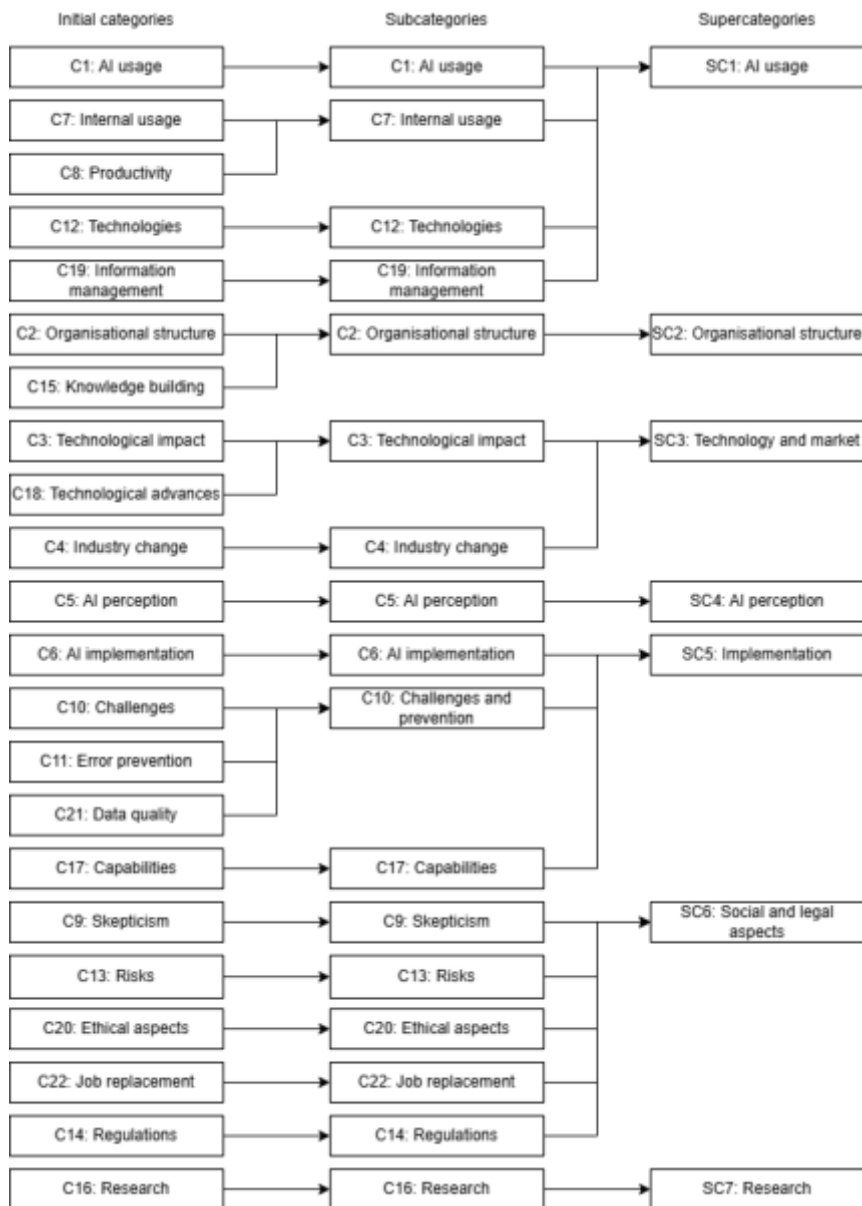 Initial categories
Subcategories
Supercategories
C1: AI usage
C1: AI usage
SC1: AI usage
C7: Internal usage
C7: Internal usage
C8: Productivity
C12: Technologies
C12: Technologies
C19: Information
management
C19: Information
management
C2: Organisational structure
C2: Organisational structure
SC2: Organisational structure
C15: Knowledge building
C3: Technological impact
C3: Technological impact
SC3: Technology and market
C18: Technological advances
C4: Industry change
C4: Industry change
C5: AI perception
C5: AI perception
SC4: AI perception
C6: AI implementation
C6: AI implementation
SC5: Implementation
C10: Challenges
C10: Challenges and
prevention
C11: Error prevention
C21: Data quality
C17: Capabilities
C17: Capabilities
C9: Skepticism
C9: Skepticism
SC6: Social and legal
aspects
C13: Risks
C13: Risks
C20: Ethical aspects
C20: Ethical aspects
C22: Job replacement
C22: Job replacement
C14: Regulations
C14: Regulations
C16: Research
C16: Research
SC7: Research